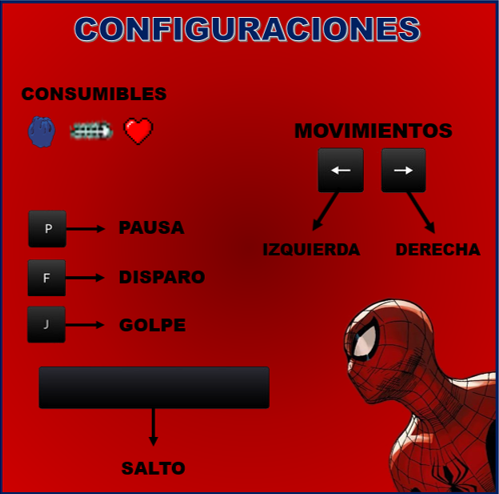 CONFIGURACIONES
CONSUMIBLES
MOVIMIENTOS
← →
IZQUIERDA DERECHA
P PAUSA
F DISPARO
J GOLPE
SALTO